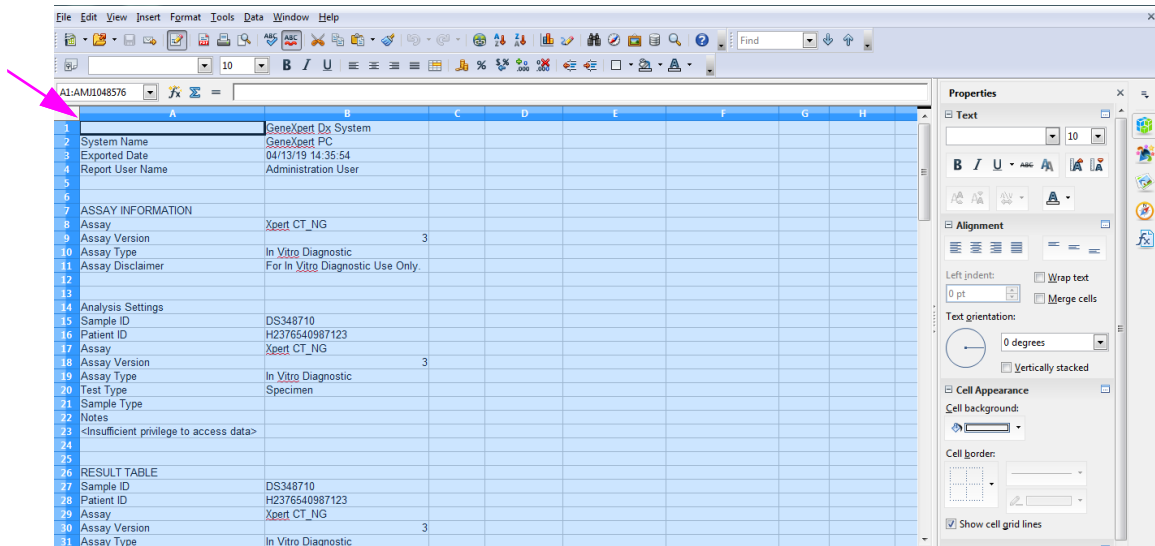 File Edit View Insert Format Tools Data Window Help
Find
10 B I U
A1:AMJ1048576 fx Σ =
A B C D E F G H
1 GeneXpert Dx System
2 System Name GeneXpert PC
3 Exported Date 04/13/19 14:35:54
4 Report User Name Administration User
5
6
7 ASSAY INFORMATION
8 Assay Xpert CT_NG
9 Assay Version 3
10 Assay Type In Vitro Diagnostic
11 Assay Disclaimer For In Vitro Diagnostic Use Only.
12
13
14 Analysis Settings
15 Sample ID DS348710
16 Patient ID H2376540987123
17 Assay Xpert CT_NG
18 Assay Version 3
19 Assay Type In Vitro Diagnostic
20 Test Type Specimen
21 Sample Type
22 Notes
23 <Insufficient privilege to access data>
24
25
26 RESULT TABLE
27 Sample ID DS348710
28 Patient ID H2376540987123
29 Assay Xpert CT_NG
30 Assay Version 3
31 Assay Type In Vitro Diagnostic
Properties
Text
10
B I U ABC
Alignment
Left indent:
Wrap text
0 pt
Merge cells
Text orientation:
0 degrees
Vertically stacked
Cell Appearance
Cell background:
Cell border:
Show cell grid lines